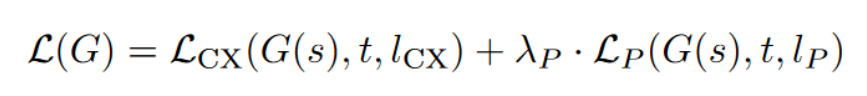 𝓛(G) = 𝓛_CX(G(s), t, l_CX) + λ_P · 𝓛_P(G(s), t, l_P)